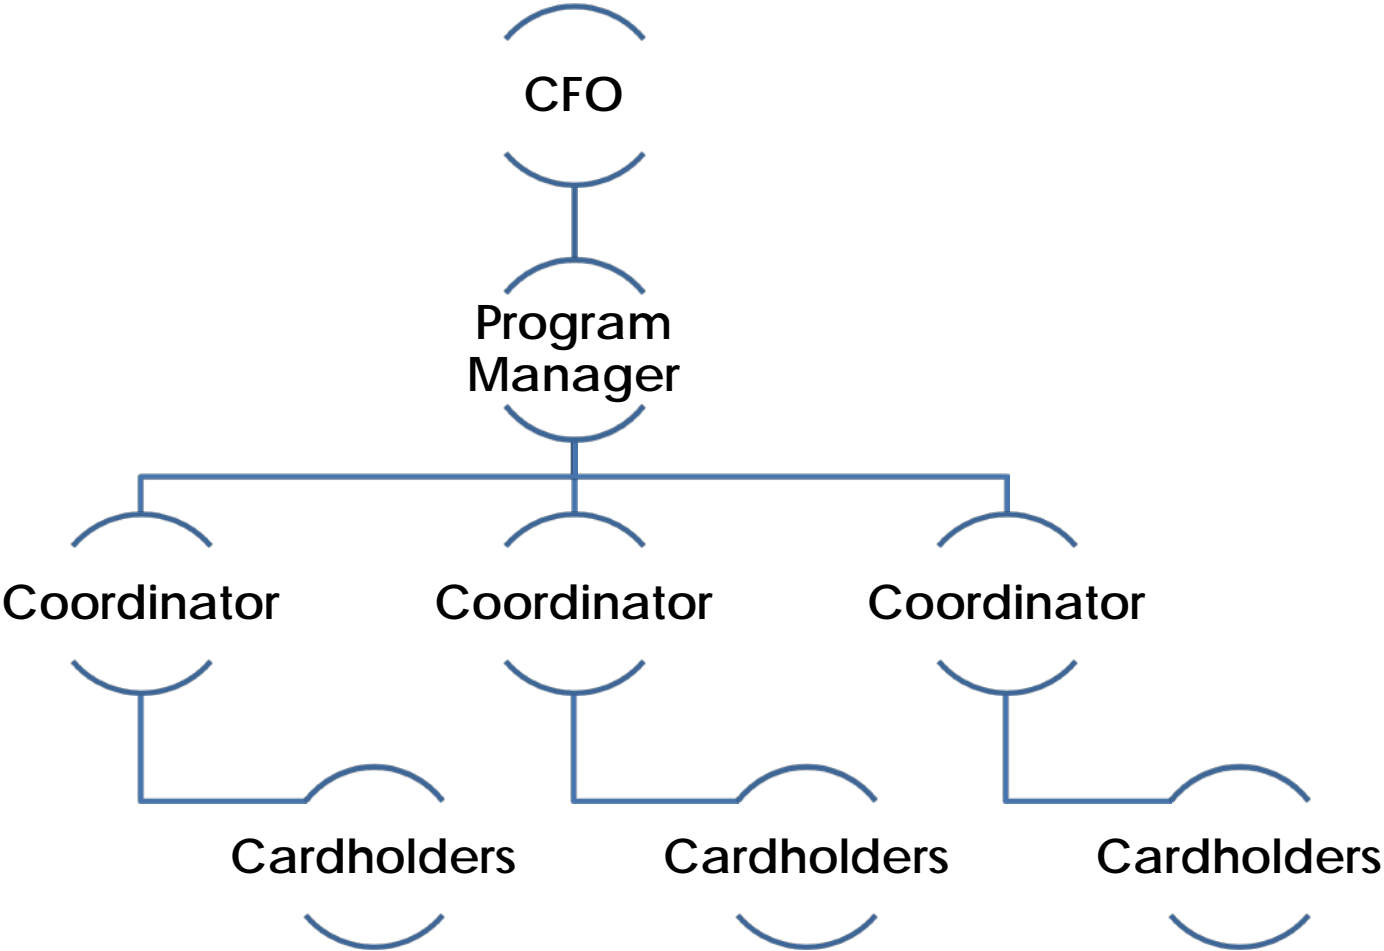 CFO
Program
Manager
Coordinator
Coordinator
Coordinator
Cardholders
Cardholders
Cardholders